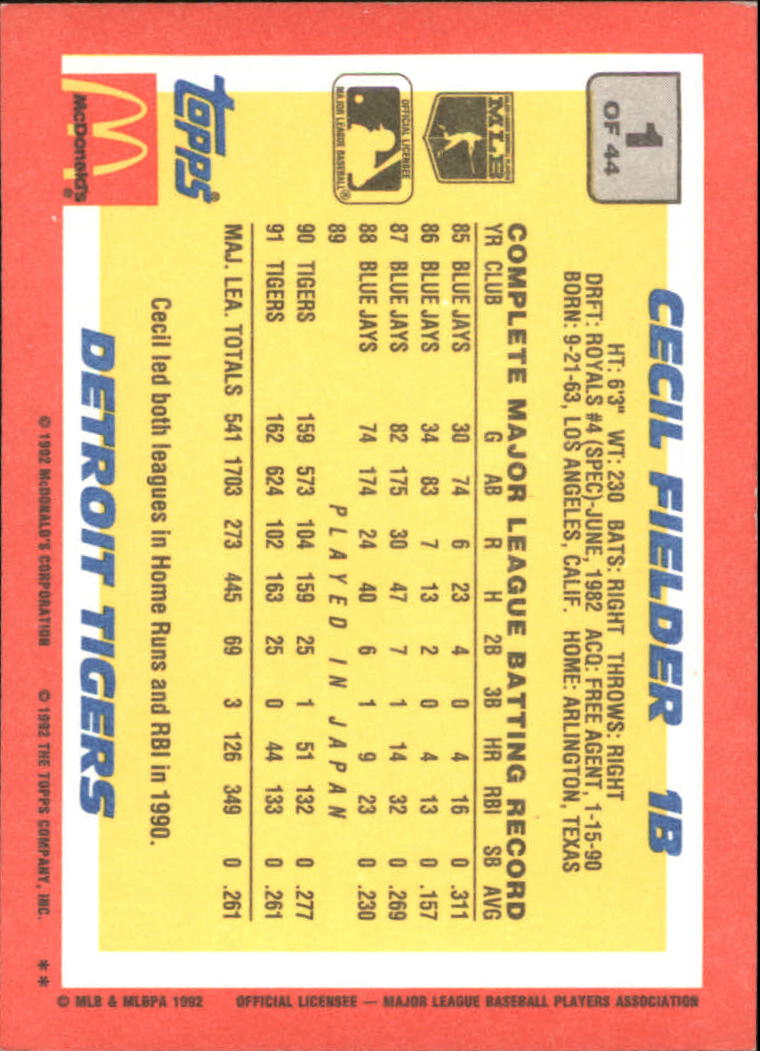 1
OF 44
CECIL FIELDER 1B
HT: 6'3" WT: 230 BATS: RIGHT THROWS: RIGHT
DRFT: ROYALS #4 (SPEC)-JUNE, 1982 ACQ: FREE AGENT, 1-15-90
BORN: 9-21-63, LOS ANGELES, CALIF. HOME: ARLINGTON, TEXAS
MLB
OFFICIAL LICENSEE
MAJOR LEAGUE BASEBALL®
COMPLETE MAJOR LEAGUE BATTING RECORD
YR CLUB G AB R H 2B 3B HR RBI SB AVG
85 BLUE JAYS 30 74 6 23 4 0 4 16 0 .311
86 BLUE JAYS 34 83 7 13 2 0 4 13 0 .157
87 BLUE JAYS 82 175 30 47 7 1 14 32 0 .269
88 BLUE JAYS 74 174 24 40 6 1 9 23 0 .230
89 PLAYED IN JAPAN
90 TIGERS 159 573 104 159 25 1 51 132 0 .277
91 TIGERS 162 624 102 163 25 0 44 133 0 .261
MAJ. LEA. TOTALS 541 1703 273 445 69 3 126 349 0 .261
Cecil led both leagues in Home Runs and RBI in 1990.
topps®
McDonald's®
DETROIT TIGERS
© 1992 McDONALD'S CORPORATION © 1992 THE TOPPS COMPANY, INC. **
© MLB & MLBPA 1992 OFFICIAL LICENSEE — MAJOR LEAGUE BASEBALL PLAYERS ASSOCIATION